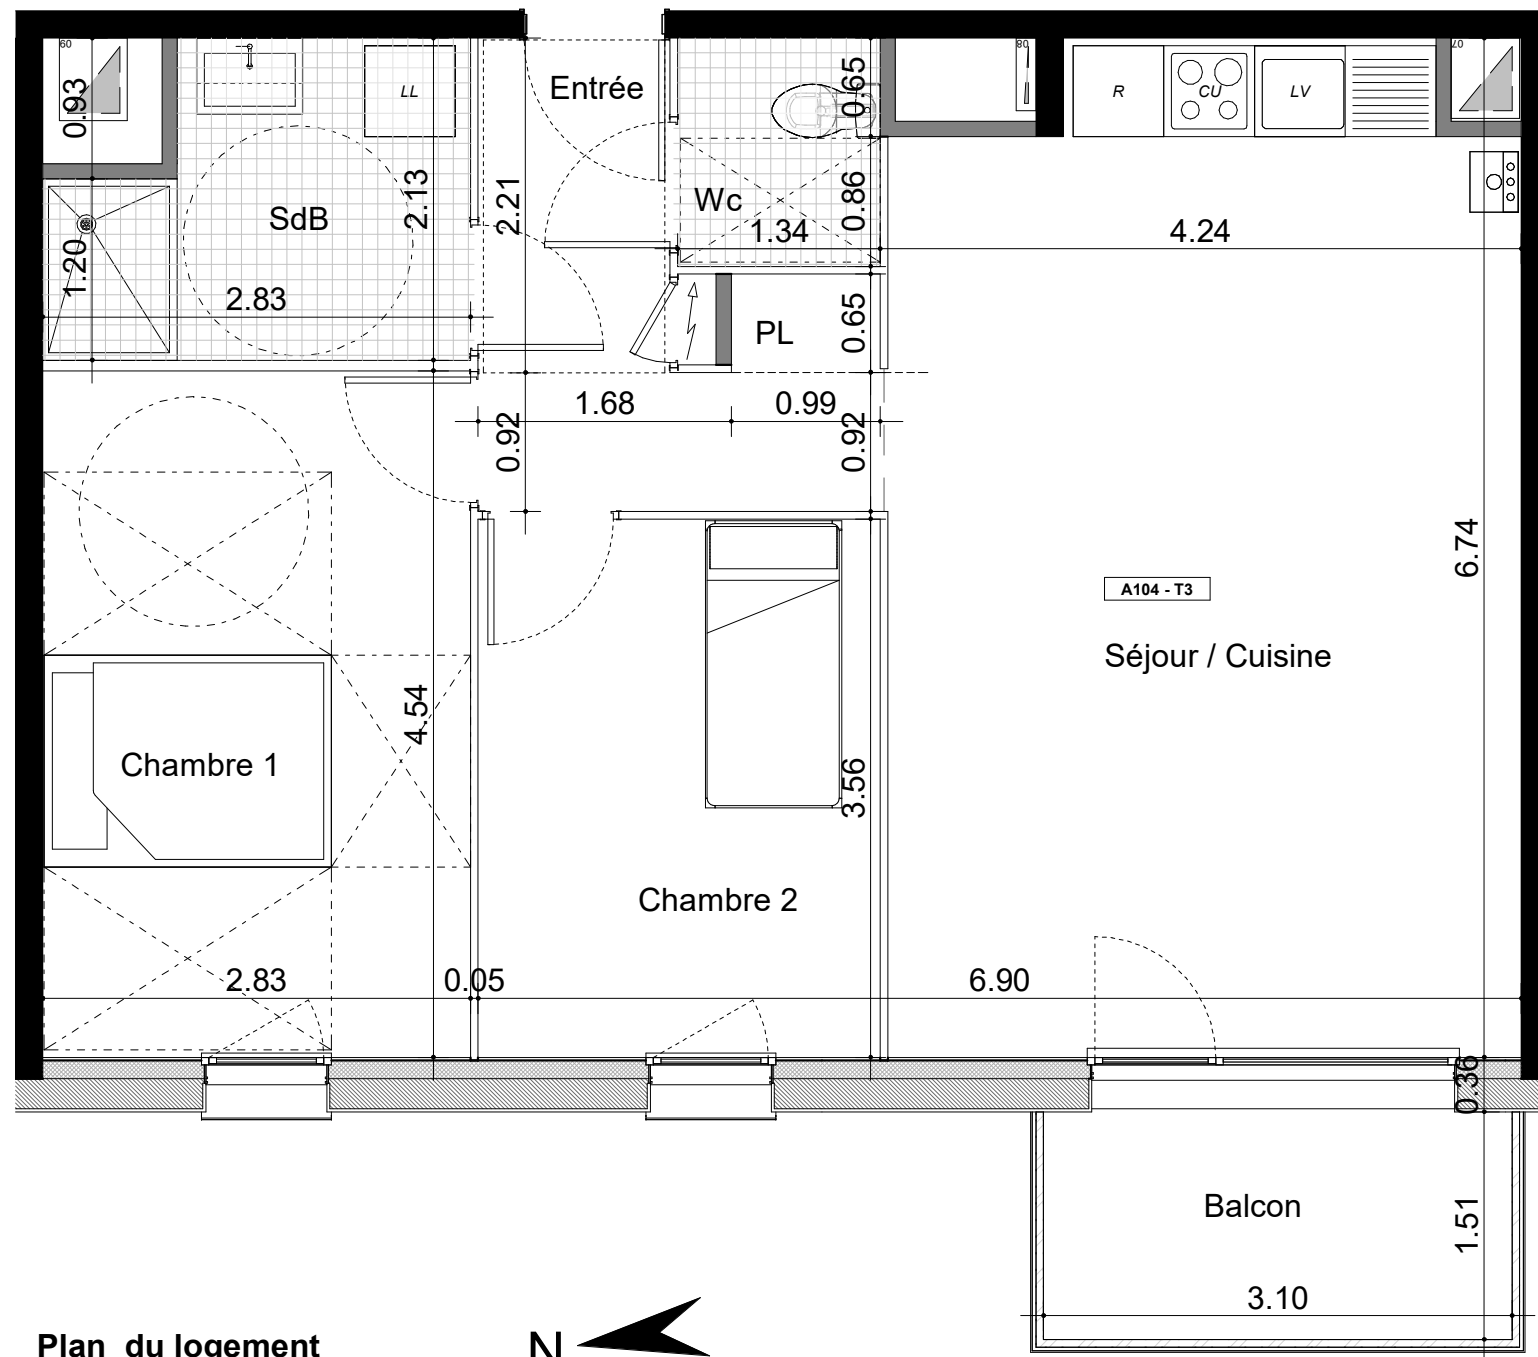 09
0.93
LL
Entrée
0.65
08
R
CU
LV
07
SdB
2.13
2.21
Wc
0.86
1.34
4.24
1.20
2.83
0.65
PL
1.68
0.99
0.92
0.92
6.74
A104 - T3
Séjour / Cuisine
4.54
Chambre 1
3.56
Chambre 2
2.83
0.05
6.90
0.36
Balcon
1.51
3.10
Plan du logement
N